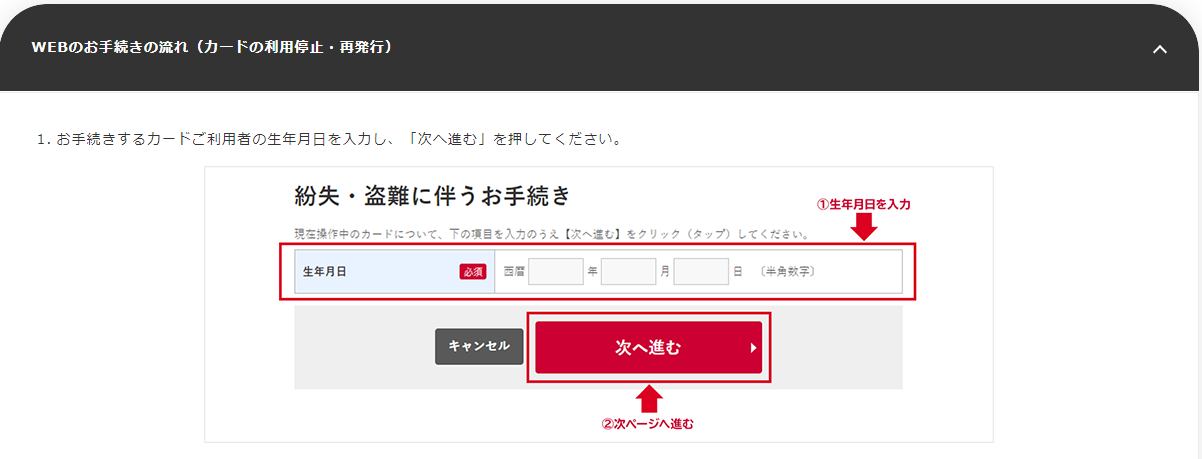 WEBのお手続きの流れ（カードの利用停止・再発行）
1. お手続きするカードご利用者の生年月日を入力し、「次へ進む」を押してください。
紛失・盗難に伴うお手続き
①生年月日を入力
現在操作中のカードについて、下の項目を入力のうえ【次へ進む】をクリック（タップ）してください。
生年月日 必須 西暦 年 月 日 〔半角数字〕
キャンセル 次へ進む
②次ページへ進む